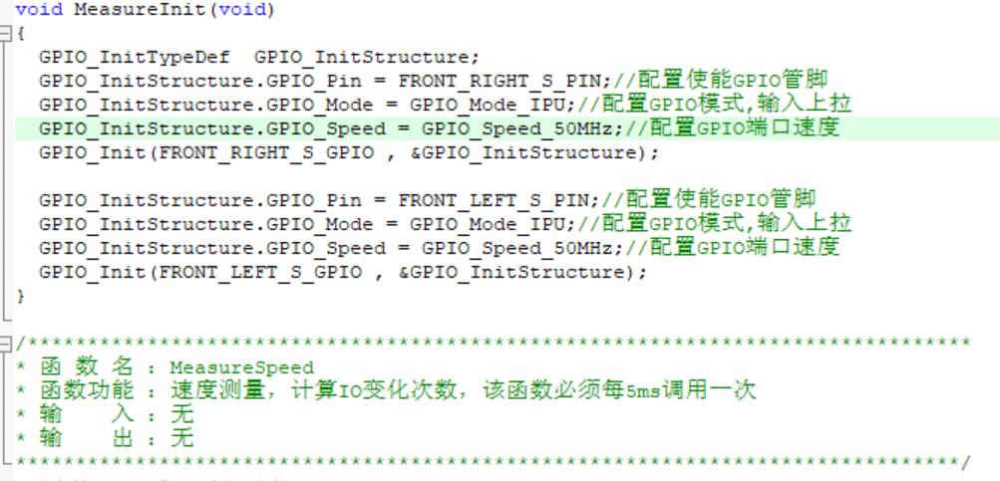 void MeasureInit(void)
{
  GPIO_InitTypeDef  GPIO_InitStructure;
  GPIO_InitStructure.GPIO_Pin = FRONT_RIGHT_S_PIN;//配置使能GPIO管脚
  GPIO_InitStructure.GPIO_Mode = GPIO_Mode_IPU;//配置GPIO模式,输入上拉
  GPIO_InitStructure.GPIO_Speed = GPIO_Speed_50MHz;//配置GPIO端口速度
  GPIO_Init(FRONT_RIGHT_S_GPIO , &GPIO_InitStructure);

  GPIO_InitStructure.GPIO_Pin = FRONT_LEFT_S_PIN;//配置使能GPIO管脚
  GPIO_InitStructure.GPIO_Mode = GPIO_Mode_IPU;//配置GPIO模式,输入上拉
  GPIO_InitStructure.GPIO_Speed = GPIO_Speed_50MHz;//配置GPIO端口速度
  GPIO_Init(FRONT_LEFT_S_GPIO , &GPIO_InitStructure);
}

/*******************************************************************************
* 函 数 名 : MeasureSpeed
* 函数功能 : 速度测量，计算IO变化次数，该函数必须每5ms调用一次
* 输    入 : 无
* 输    出 : 无
*******************************************************************************/